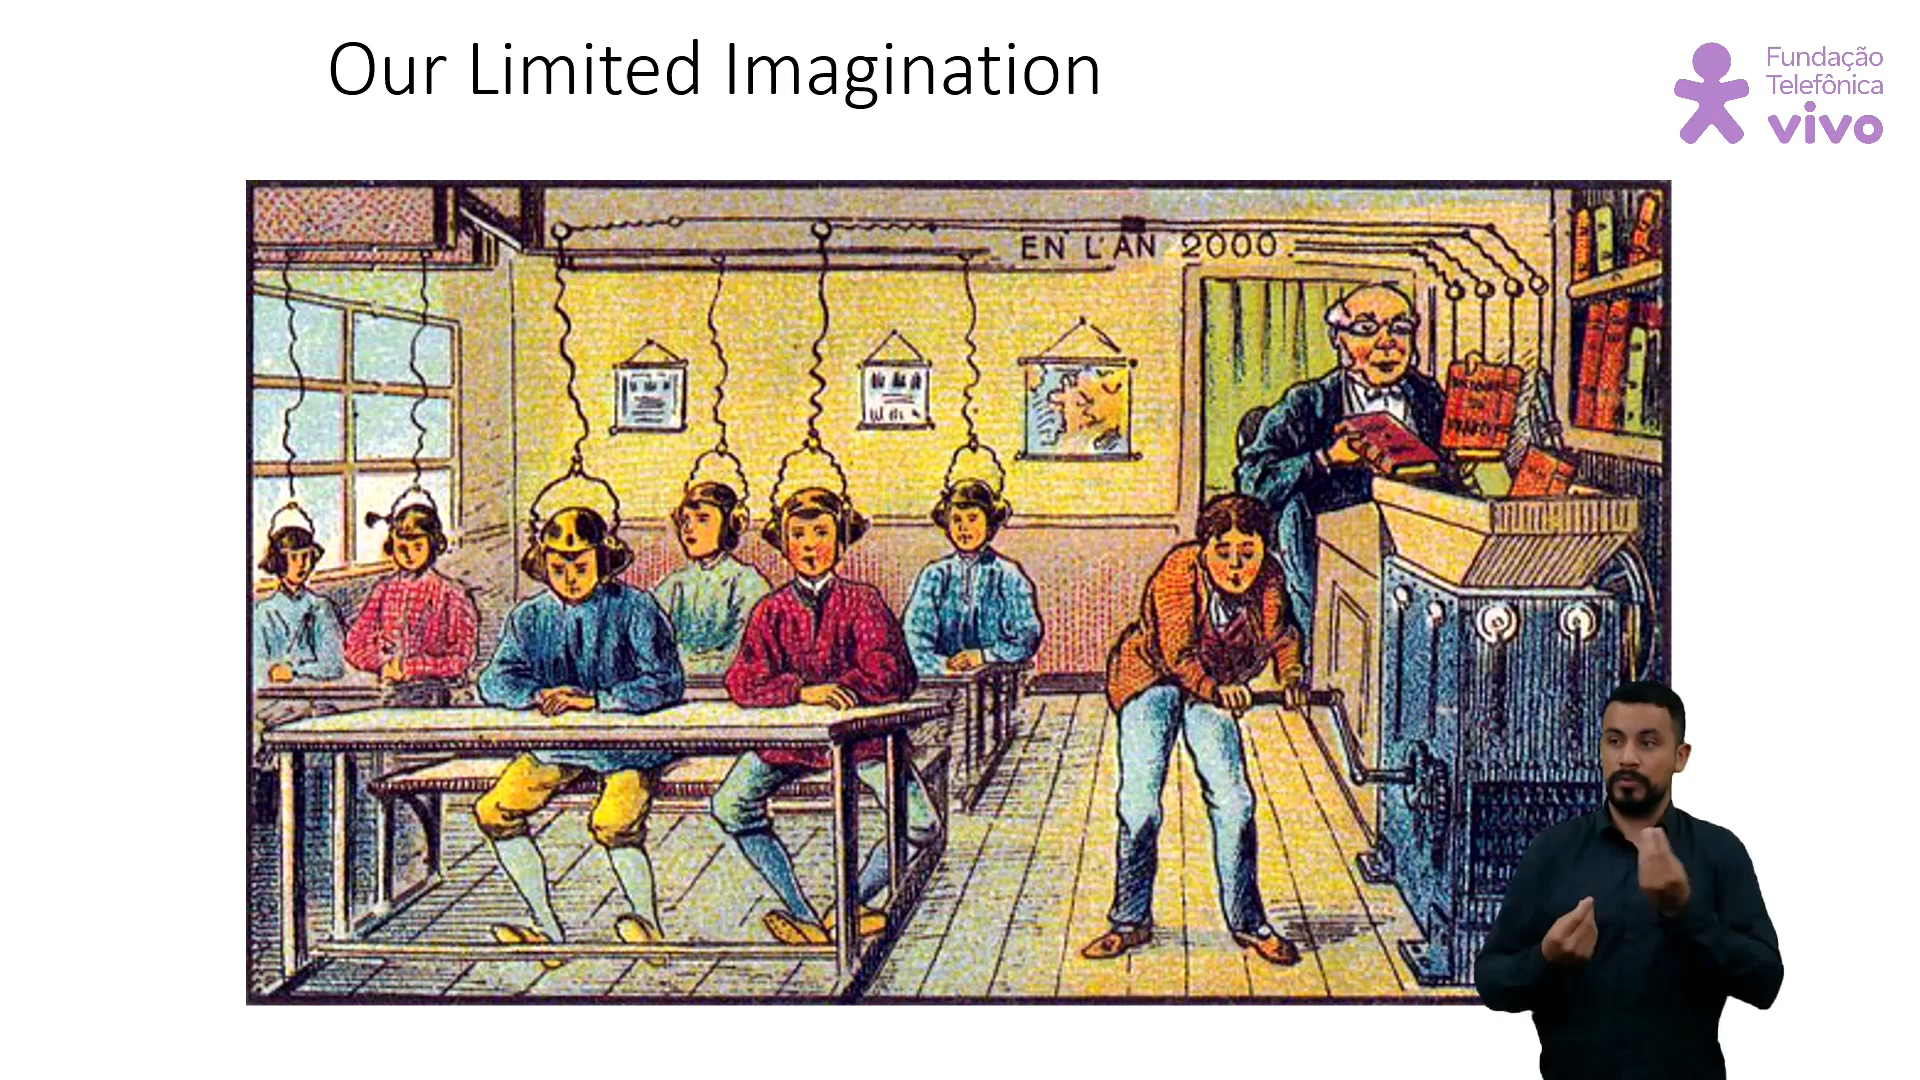 Our Limited Imagination
Fundação
Telefônica
vivo
EN L'AN 2000.